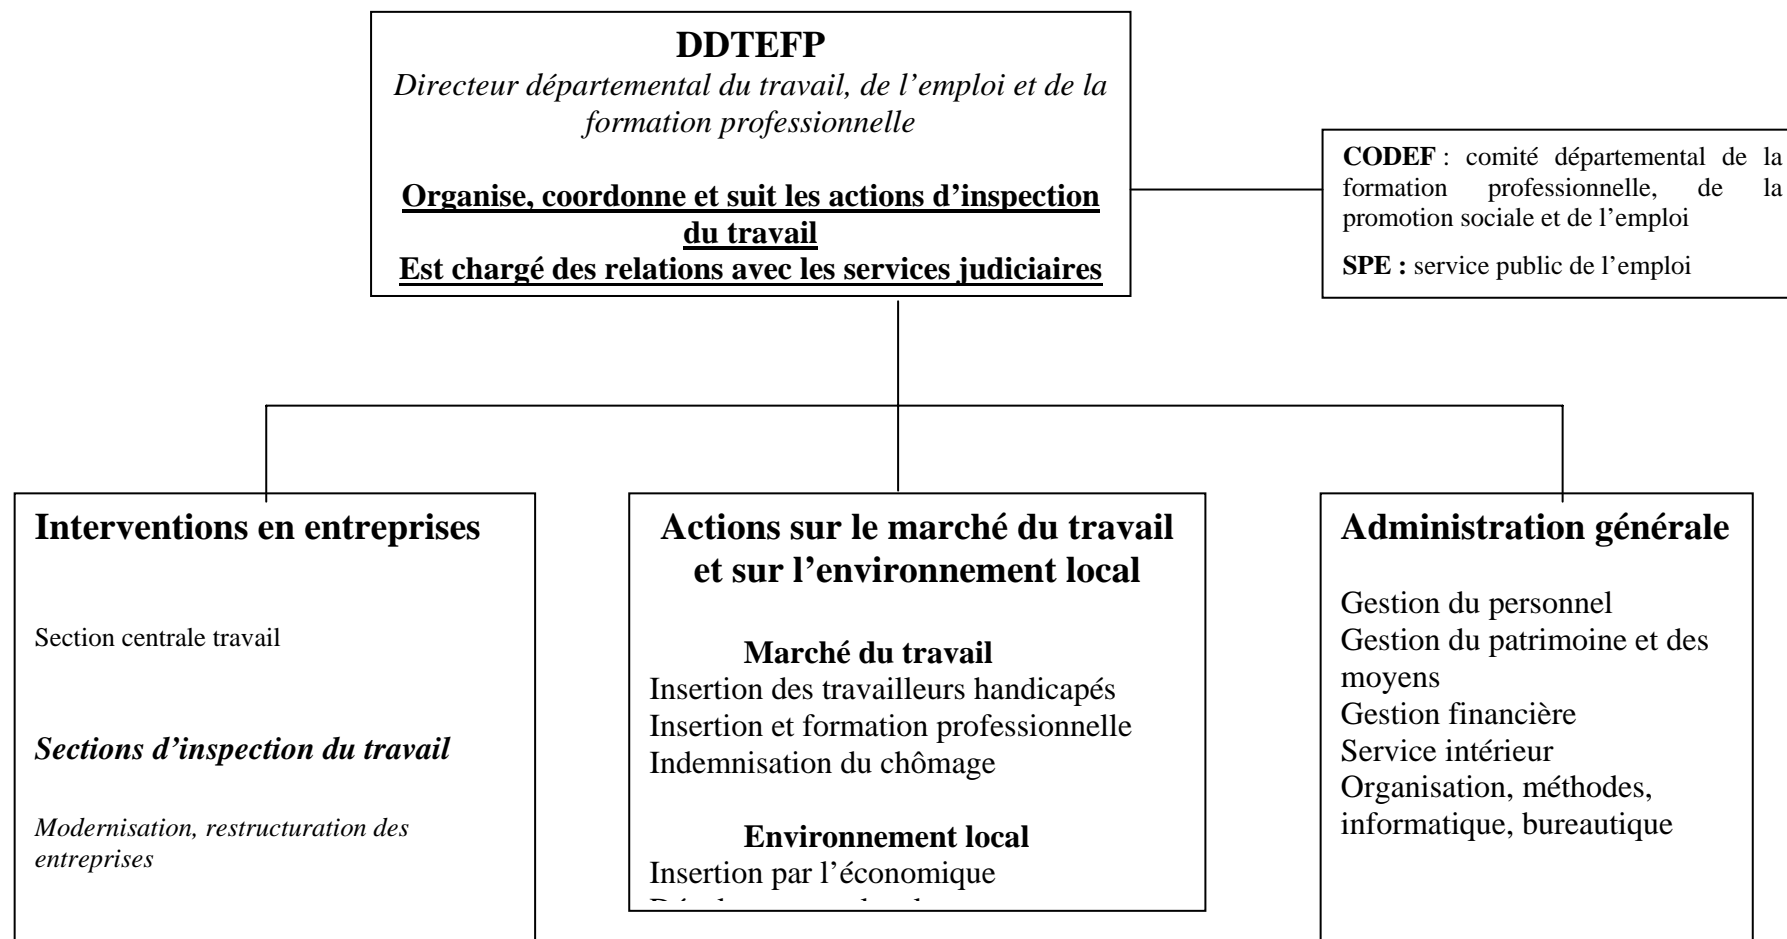 DDTEFP
Directeur départemental du travail, de l’emploi et de la
formation professionnelle
Organise, coordonne et suit les actions d’inspection
du travail
Est chargé des relations avec les services judiciaires
CODEF : comité départemental de la
formation professionnelle, de la
promotion sociale et de l’emploi
SPE : service public de l’emploi
Interventions en entreprises
Section centrale travail
Sections d’inspection du travail
Modernisation, restructuration des
entreprises
Actions sur le marché du travail
et sur l’environnement local
Marché du travail
Insertion des travailleurs handicapés
Insertion et formation professionnelle
Indemnisation du chômage
Environnement local
Insertion par l’économique
Administration générale
Gestion du personnel
Gestion du patrimoine et des
moyens
Gestion financière
Service intérieur
Organisation, méthodes,
informatique, bureautique